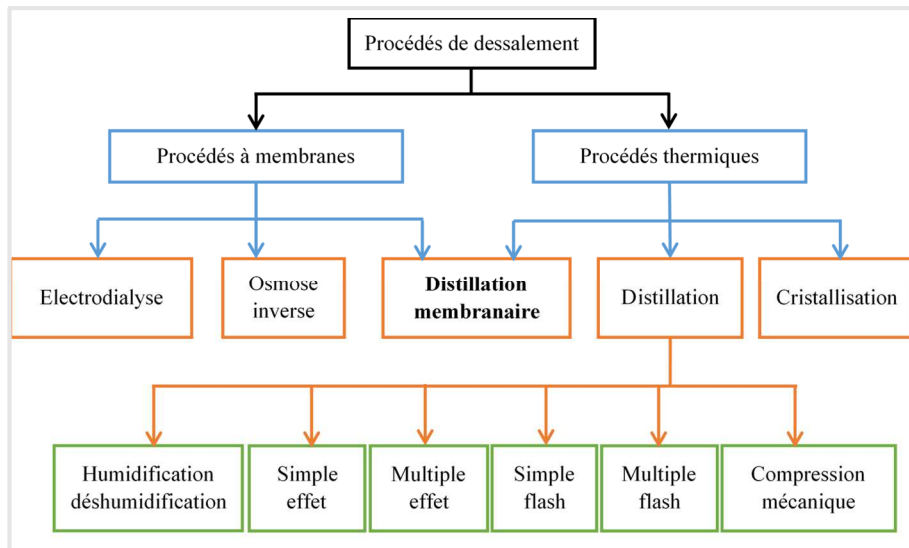 Procédés de dessalement
Procédés à membranes
Procédés thermiques
Electrodialyse
Osmose
inverse
Distillation
membranaire
Distillation
Cristallisation
Humidification
déshumidification
Simple
effet
Multiple
effet
Simple
flash
Multiple
flash
Compression
mécanique